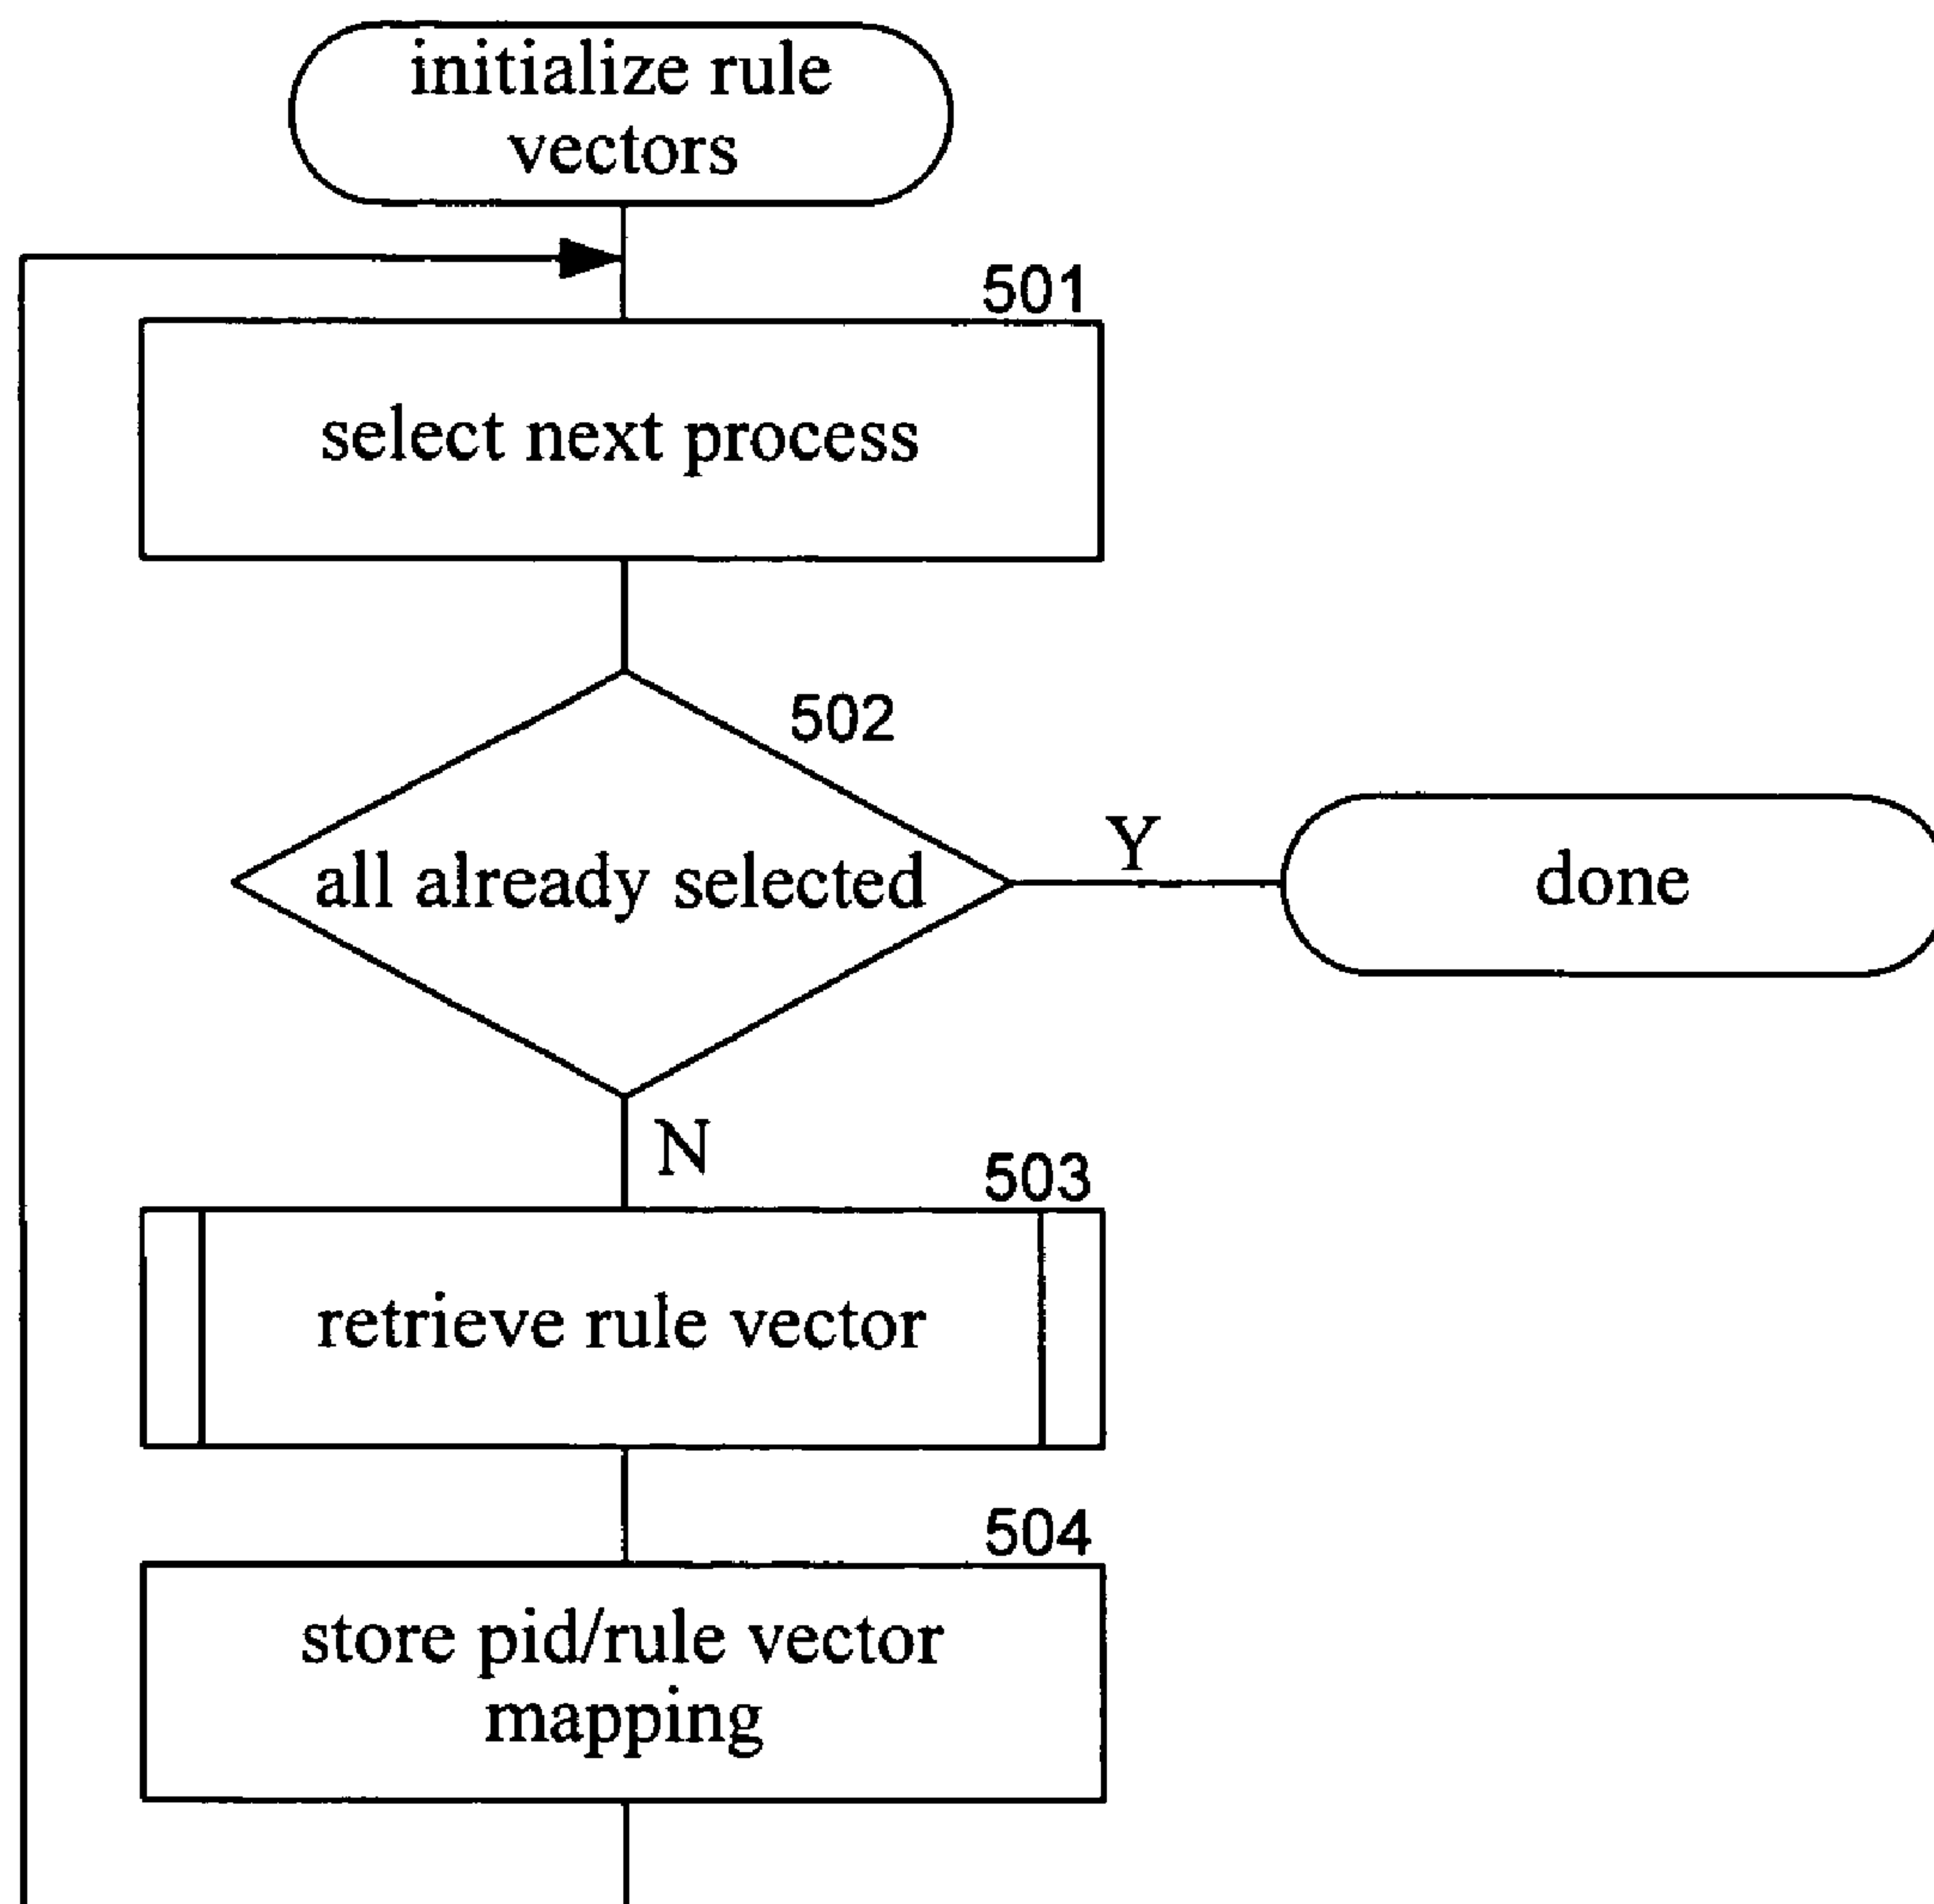 initialize rule
vectors
501
select next process
502
all already selected
Y
done
N
503
retrieve rule vector
504
store pid/rule vector
mapping